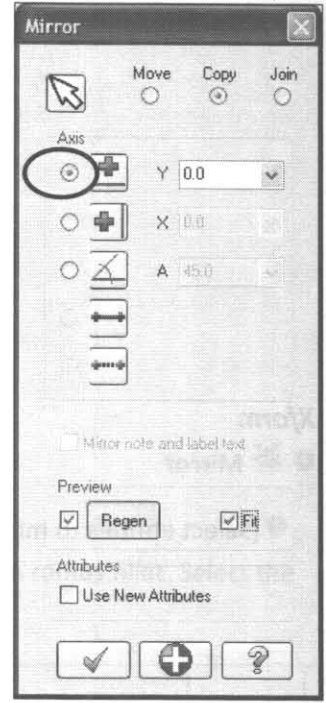 Mirror
Move Copy Join
Axis
Y 0.0
X 0.0
A 45.0
Mirror note and label text
Preview
Regen Fit
Attributes
Use New Attributes